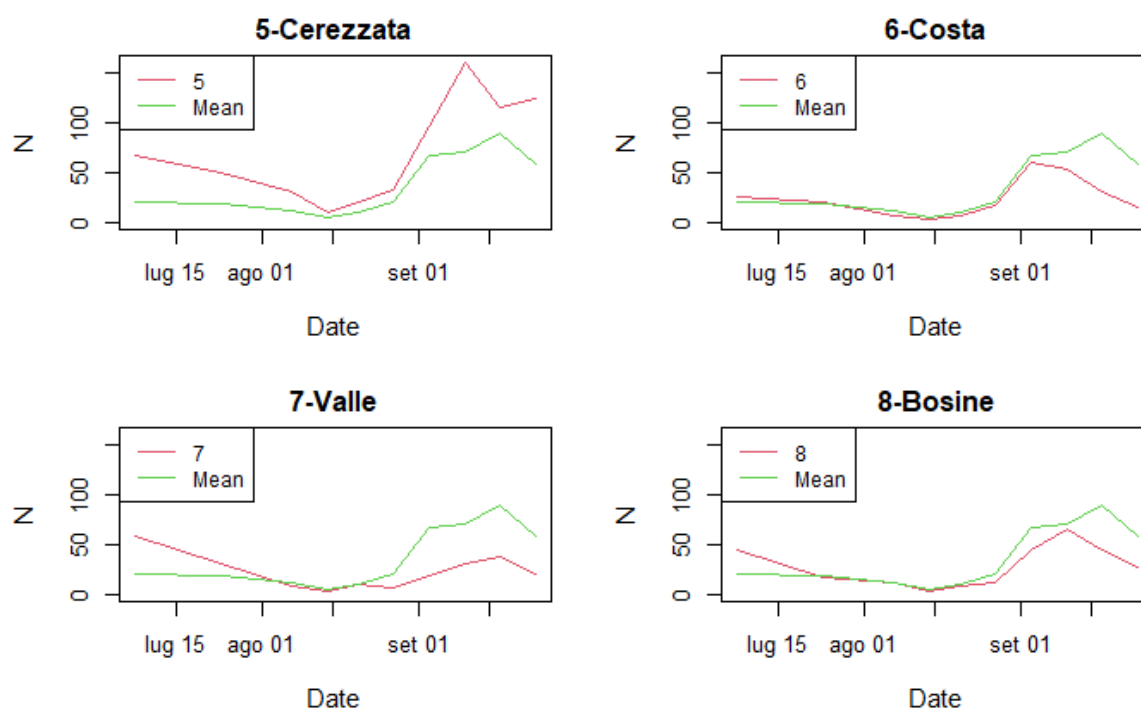 5-Cerezzata
5
Mean
N
0
50
100
lug 15
ago 01
set 01
Date
6-Costa
6
Mean
N
0
50
100
lug 15
ago 01
set 01
Date
7-Valle
7
Mean
N
0
50
100
lug 15
ago 01
set 01
Date
8-Bosine
8
Mean
N
0
50
100
lug 15
ago 01
set 01
Date